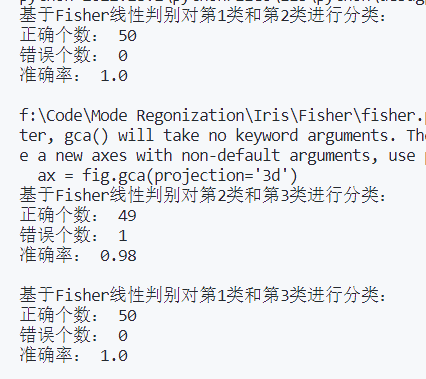 基于Fisher线性判别对第1类和第2类进行分类:
正确个数: 50
错误个数: 0
准确率: 1.0
f:\Code\Mode Regonization\Iris\Fisher\fisher.p
ter, gca() will take no keyword arguments. The
e a new axes with non-default arguments, use p
ax = fig.gca(projection='3d')
基于Fisher线性判别对第2类和第3类进行分类:
正确个数: 49
错误个数: 1
准确率: 0.98
基于Fisher线性判别对第1类和第3类进行分类:
正确个数: 50
错误个数: 0
准确率: 1.0